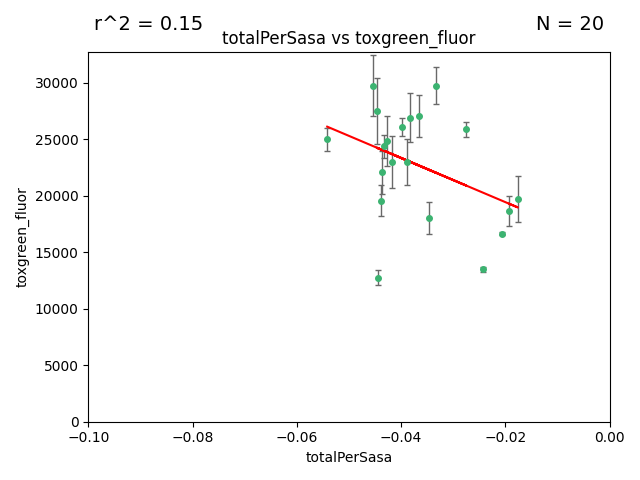 r^2 = 0.15
N = 20
totalPerSasa vs toxgreen_fluor
30000
25000
20000
15000
10000
5000
0
toxgreen_fluor
−0.10
−0.08
−0.06
−0.04
−0.02
0.00
totalPerSasa